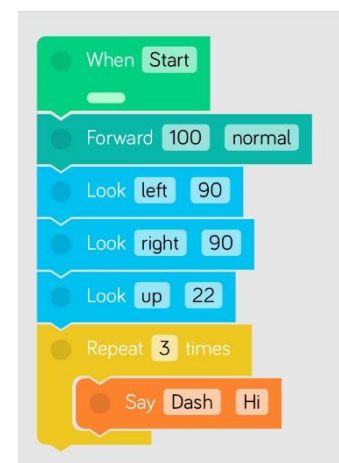 When Start
Forward 100 normal
Look left 90
Look right 90
Look up 22
Repeat 3 times
Say Dash Hi